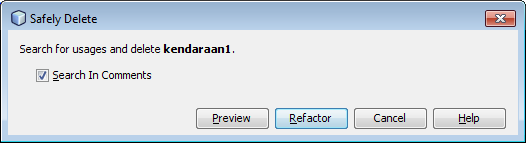 Safely Delete
Search for usages and delete kendaraan1.
Search In Comments
Preview Refactor Cancel Help